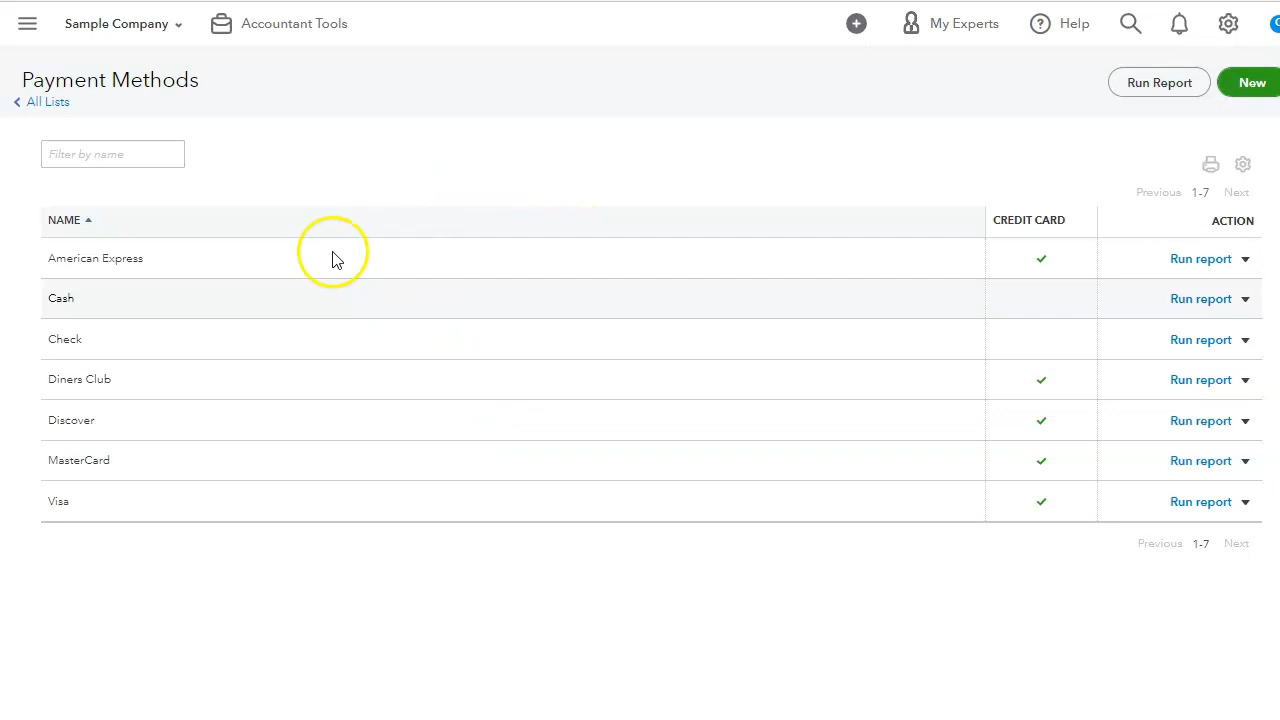 Sample Company Accountant Tools My Experts Help
Payment Methods
All Lists
Run Report New
Filter by name
Previous 1-7 Next
NAME CREDIT CARD ACTION
American Express Run report
Cash Run report
Check Run report
Diners Club Run report
Discover Run report
MasterCard Run report
Visa Run report
Previous 1-7 Next